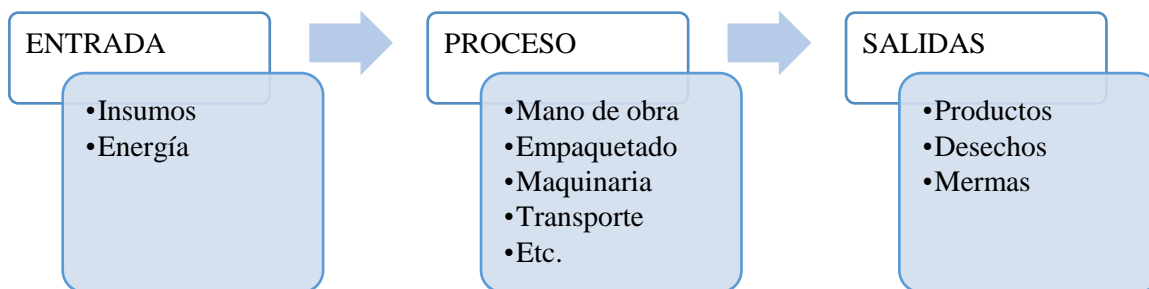 ENTRADA
•Insumos
•Energía
PROCESO
•Mano de obra
•Empaquetado
•Maquinaria
•Transporte
•Etc.
SALIDAS
•Productos
•Desechos
•Mermas